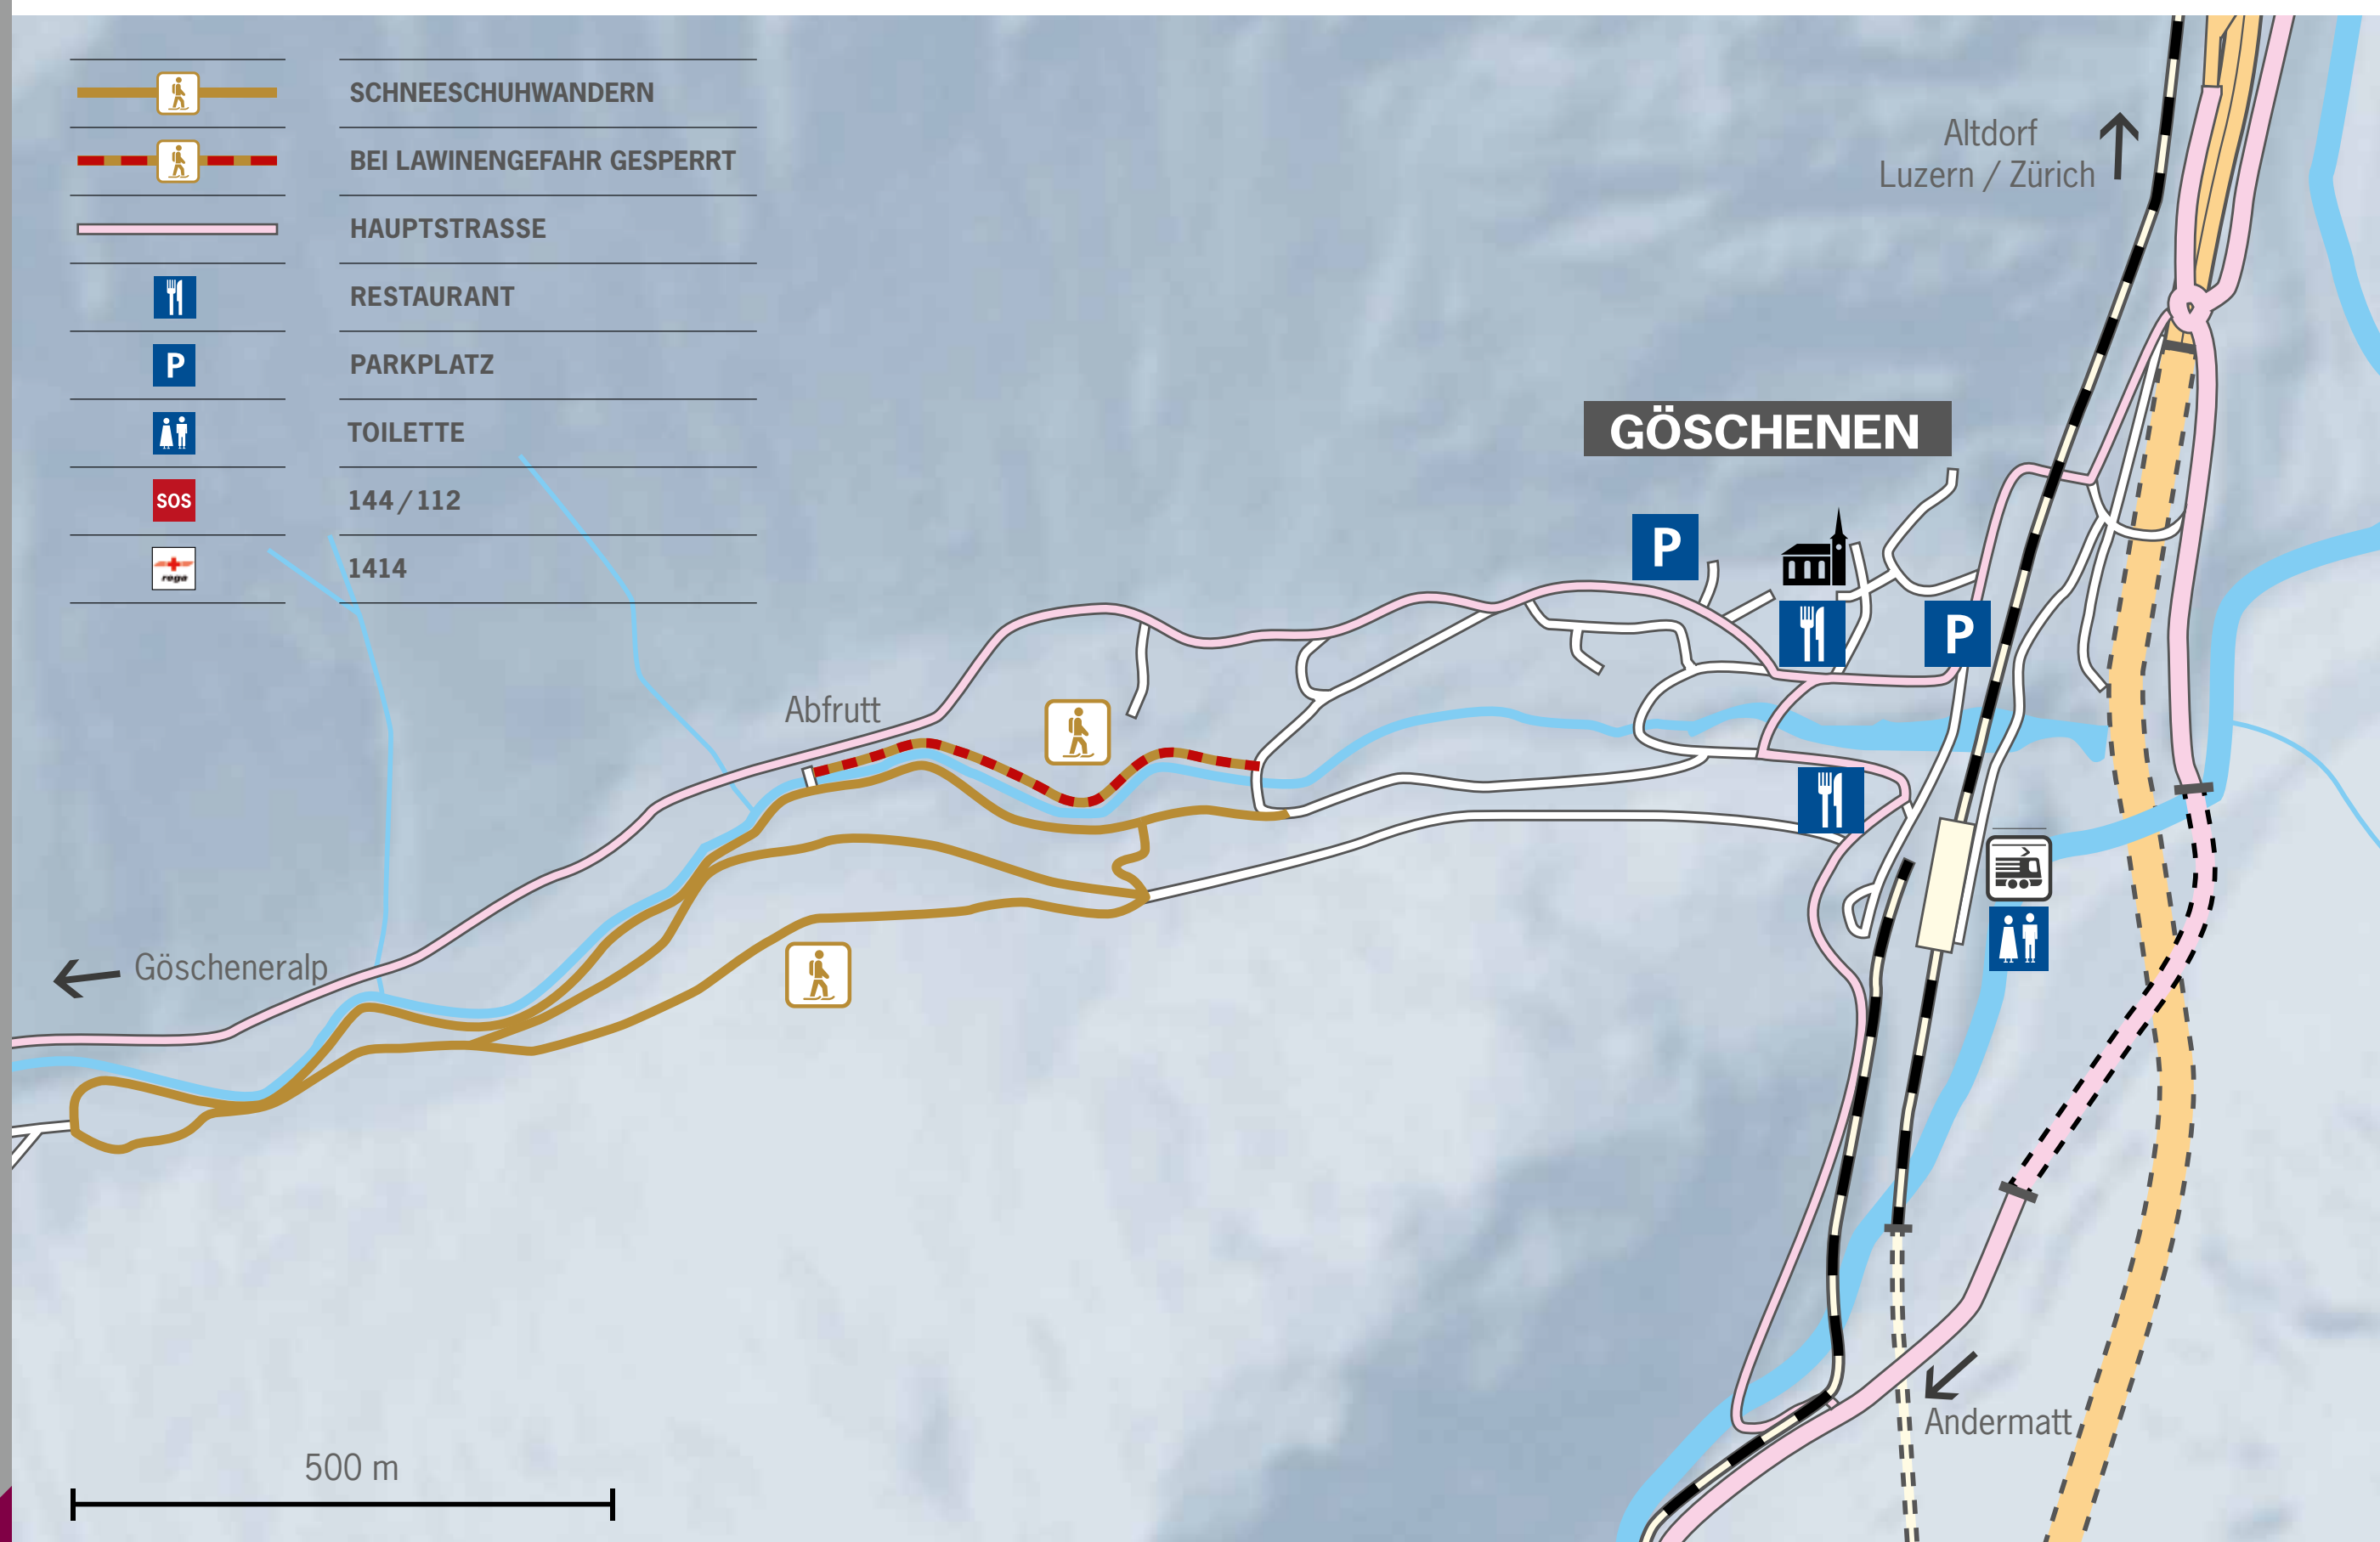 SCHNEESCHUHWANDERN
BEI LAWINENGEFAHR GESPERRT
HAUPTSTRASSE
RESTAURANT
P
PARKPLATZ
TOILETTE
SOS
144 / 112
rega
1414
Altdorf
Luzern / Zürich
GÖSCHENEN
P
P
Abfrutt
Göscheneralp
Andermatt
500 m